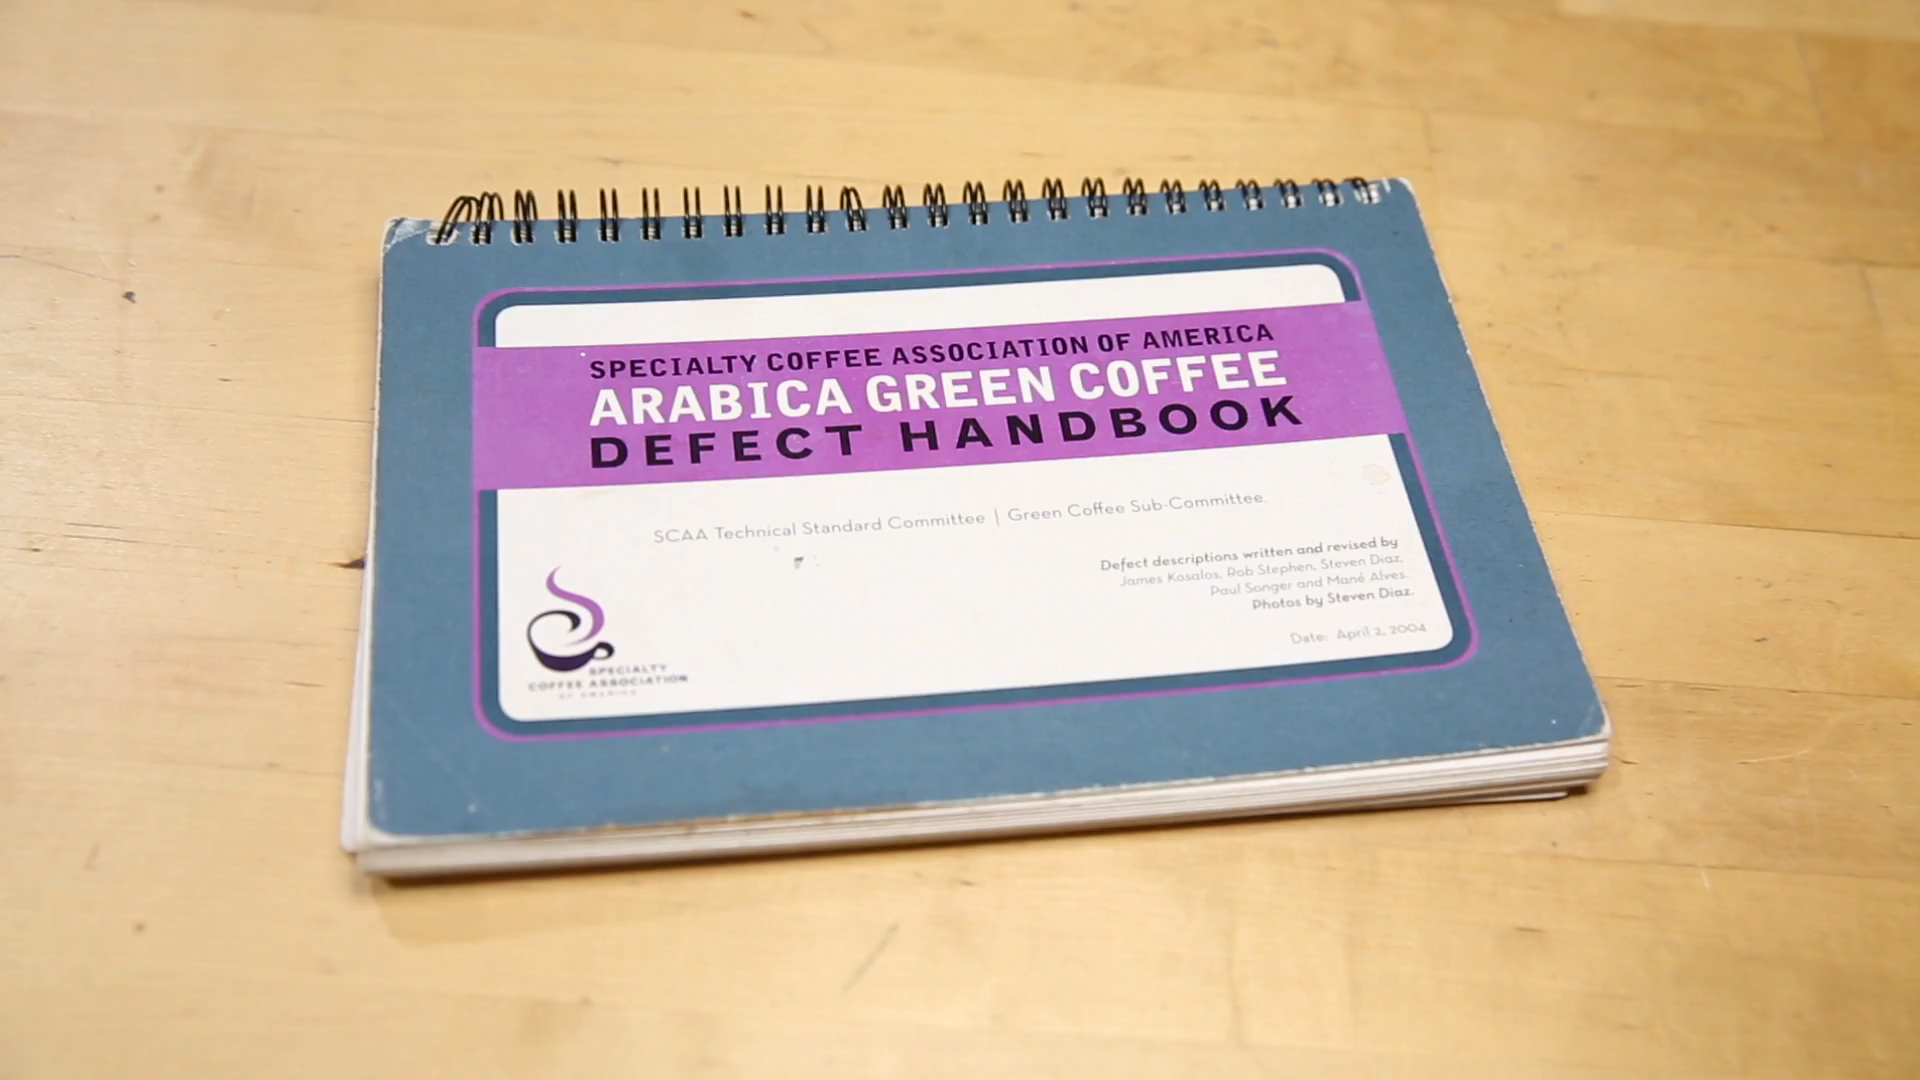 SPECIALTY COFFEE ASSOCIATION OF AMERICA
ARABICA GREEN COFFEE
DEFECT HANDBOOK
SCAA Technical Standard Committee | Green Coffee Sub-Committee
Defect descriptions written and revised by
James Kosalos, Rob Stephen, Steven Diaz,
Paul Songer and Mané Alves.
Photos by Steven Diaz.
Date: April 2, 2004
SPECIALTY
COFFEE ASSOCIATION
OF AMERICA